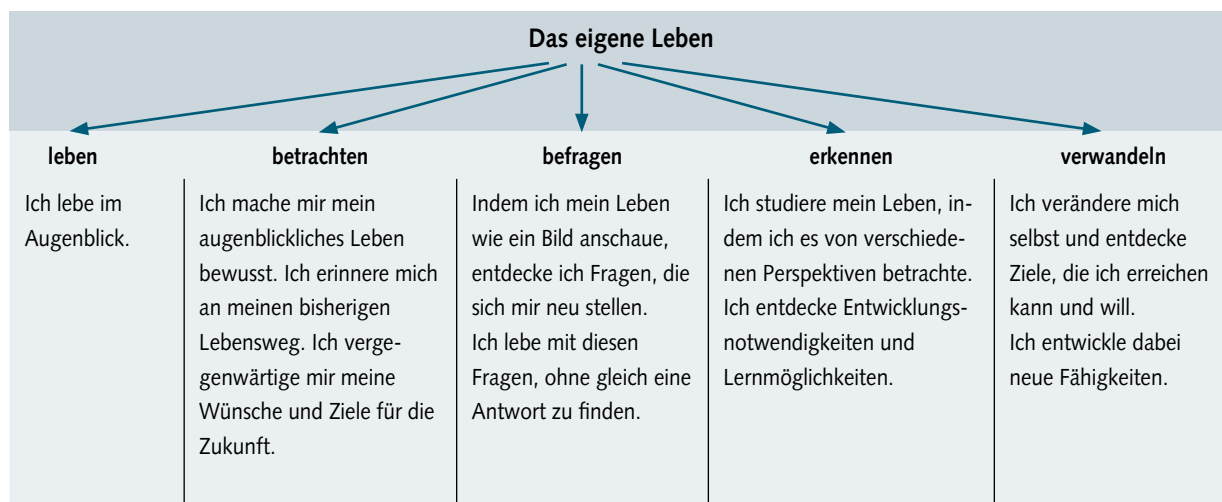 Das eigene Leben
leben
Ich lebe im
Augenblick.
betrachten
Ich mache mir mein
augenblickliches Leben
bewusst. Ich erinnere mich
an meinen bisherigen
Lebensweg. Ich verge-
genwärtige mir meine
Wünsche und Ziele für die
Zukunft.
befragen
Indem ich mein Leben
wie ein Bild anschaue,
entdecke ich Fragen, die
sich mir neu stellen.
Ich lebe mit diesen
Fragen, ohne gleich eine
Antwort zu finden.
erkennen
Ich studiere mein Leben, in-
dem ich es von verschiede-
nen Perspektiven betrachte.
Ich entdecke Entwicklungs-
notwendigkeiten und
Lernmöglichkeiten.
verwandeln
Ich verändere mich
selbst und entdecke
Ziele, die ich erreichen
kann und will.
Ich entwickle dabei
neue Fähigkeiten.